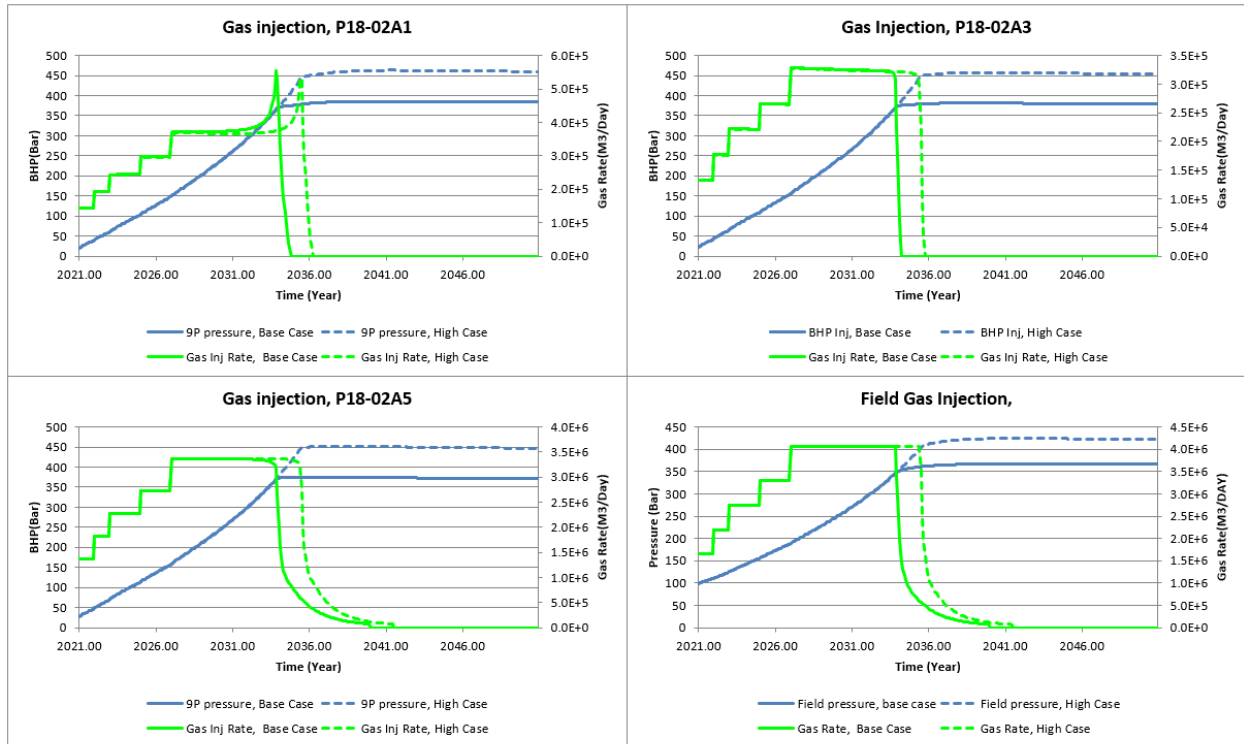 Gas injection, P18-02A1
BHP(Bar)
500
450
400
350
300
250
200
150
100
50
0
6.0E+5
5.0E+5
4.0E+5
3.0E+5
2.0E+5
1.0E+5
0.0E+0
Gas Rate(M3/Day)
2021.00 2026.00 2031.00 2036.00 2041.00 2046.00
Time (Year)
9P pressure, Base Case 9P pressure, High Case
Gas Inj Rate, Base Case Gas Inj Rate, High Case
Gas Injection, P18-02A3
BHP(Bar)
500
450
400
350
300
250
200
150
100
50
0
3.5E+5
3.0E+5
2.5E+5
2.0E+5
1.5E+5
1.0E+5
5.0E+4
0.0E+0
Gas Rate(M3/Day)
2021.00 2026.00 2031.00 2036.00 2041.00 2046.00
Time (Year)
BHP Inj, Base Case BHP Inj, High Case
Gas Inj Rate, Base Case Gas Inj Rate, High Case
Gas injection, P18-02A5
BHP(Bar)
500
450
400
350
300
250
200
150
100
50
0
4.0E+6
3.5E+6
3.0E+6
2.5E+6
2.0E+6
1.5E+6
1.0E+6
5.0E+5
0.0E+0
Gas Rate(M3/Day)
2021.00 2026.00 2031.00 2036.00 2041.00 2046.00
Time (Year)
9P pressure, Base Case 9P pressure, High Case
Gas Inj Rate, Base Case Gas Inj Rate, High Case
Field Gas Injection,
Pressure (Bar)
450
400
350
300
250
200
150
100
50
0
4.5E+6
4.0E+6
3.5E+6
3.0E+6
2.5E+6
2.0E+6
1.5E+6
1.0E+6
5.0E+5
0.0E+0
Gas Rate(M3/DAY)
2021.00 2026.00 2031.00 2036.00 2041.00 2046.00
Time (Year)
Field pressure, base case Field pressure, High Case
Gas Rate, Base Case Gas Rate, High Case